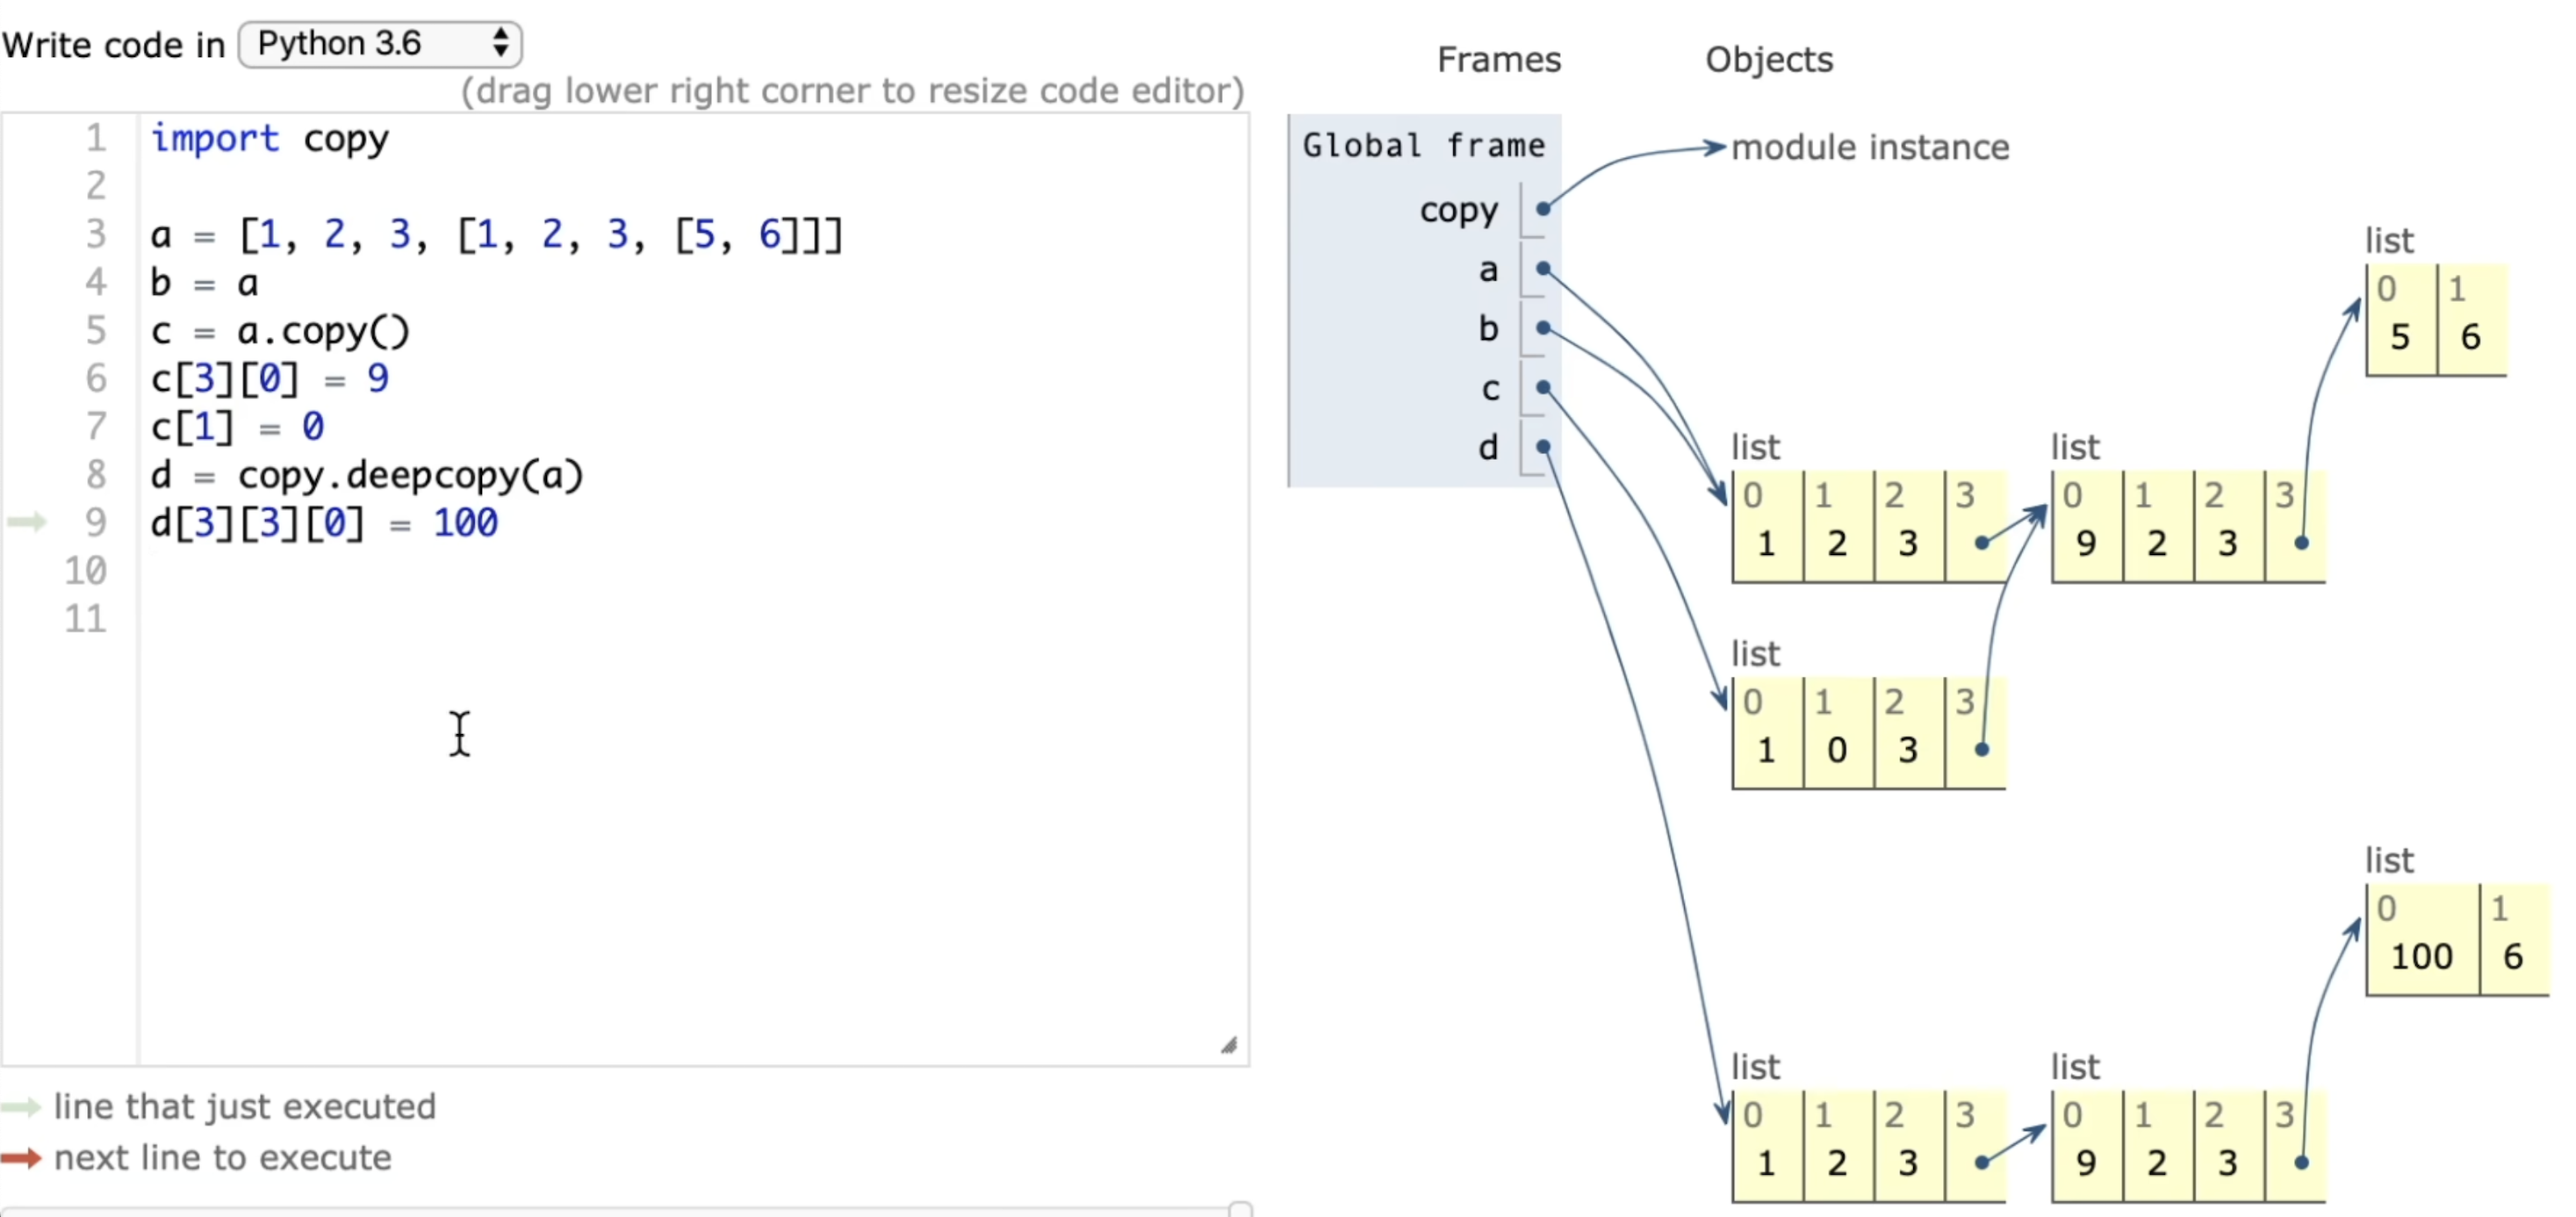 Write code in Python 3.6
(drag lower right corner to resize code editor)
1 import copy
2
3 a = [1, 2, 3, [1, 2, 3, [5, 6]]]
4 b = a
5 c = a.copy()
6 c[3][0] = 9
7 c[1] = 0
8 d = copy.deepcopy(a)
9 d[3][3][0] = 100
10
11
line that just executed
next line to execute
Frames Objects
Global frame
copy
a
b
c
d
module instance
list
0 1
5 6
list list
0 1 2 3 0 1 2 3
1 2 3 9 2 3
list
0 1 2 3
1 0 3
list
0 1
100 6
list list
0 1 2 3 0 1 2 3
1 2 3 9 2 3